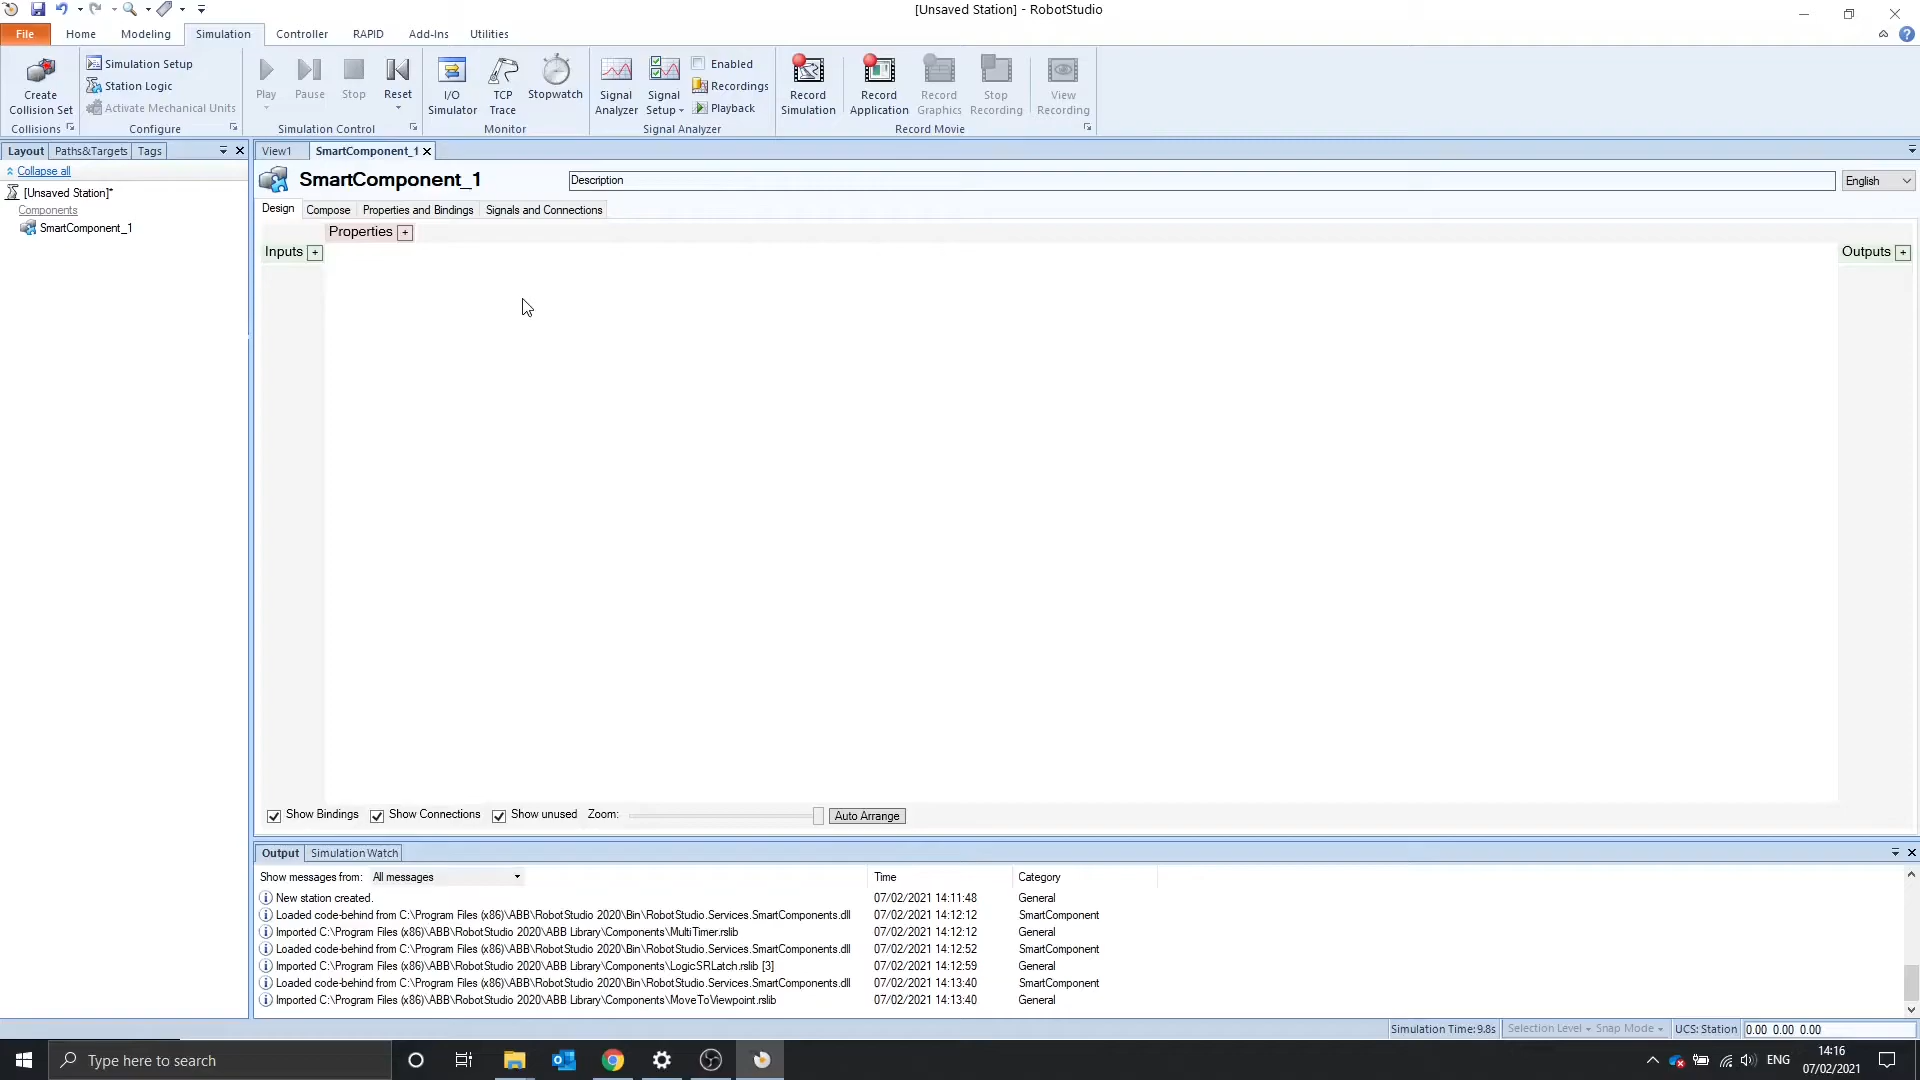 [Unsaved Station] - RobotStudio
File Home Modeling Simulation Controller RAPID Add-Ins Utilities
Create Collision Set
Collisions
Simulation Setup
Station Logic
Activate Mechanical Units
Configure
Play Pause Stop Reset
Simulation Control
I/O Simulator
TCP Trace
Stopwatch
Monitor
Signal Analyzer
Signal Setup
Enabled
Recordings
Playback
Signal Analyzer
Record Simulation
Record Application
Record Graphics
Stop Recording
Record Movie
View Recording
Layout Paths&Targets Tags
Collapse all
[Unsaved Station]*
Components
SmartComponent_1
View1 SmartComponent_1
SmartComponent_1 Description English
Design Compose Properties and Bindings Signals and Connections
Properties +
Inputs + Outputs +
Show Bindings Show Connections Show unused Zoom: Auto Arrange
Output Simulation Watch
Show messages from: All messages Time Category
New station created. 07/02/2021 14:11:48 General
Loaded code-behind from C:\Program Files (x86)\ABB\RobotStudio 2020\Bin\RobotStudio.Services.SmartComponents.dll 07/02/2021 14:12:12 SmartComponent
Imported C:\Program Files (x86)\ABB\RobotStudio 2020\ABB Library\Components\MultiTimer.rslib 07/02/2021 14:12:12 General
Loaded code-behind from C:\Program Files (x86)\ABB\RobotStudio 2020\Bin\RobotStudio.Services.SmartComponents.dll 07/02/2021 14:12:52 SmartComponent
Imported C:\Program Files (x86)\ABB\RobotStudio 2020\ABB Library\Components\LogicSRLatch.rslib [3] 07/02/2021 14:12:59 General
Loaded code-behind from C:\Program Files (x86)\ABB\RobotStudio 2020\Bin\RobotStudio.Services.SmartComponents.dll 07/02/2021 14:13:40 SmartComponent
Imported C:\Program Files (x86)\ABB\RobotStudio 2020\ABB Library\Components\MoveToViewpoint.rslib 07/02/2021 14:13:40 General
Simulation Time: 9.8s Selection Level Snap Mode UCS: Station 0.00 0.00 0.00
Type here to search
ENG
14:16
07/02/2021